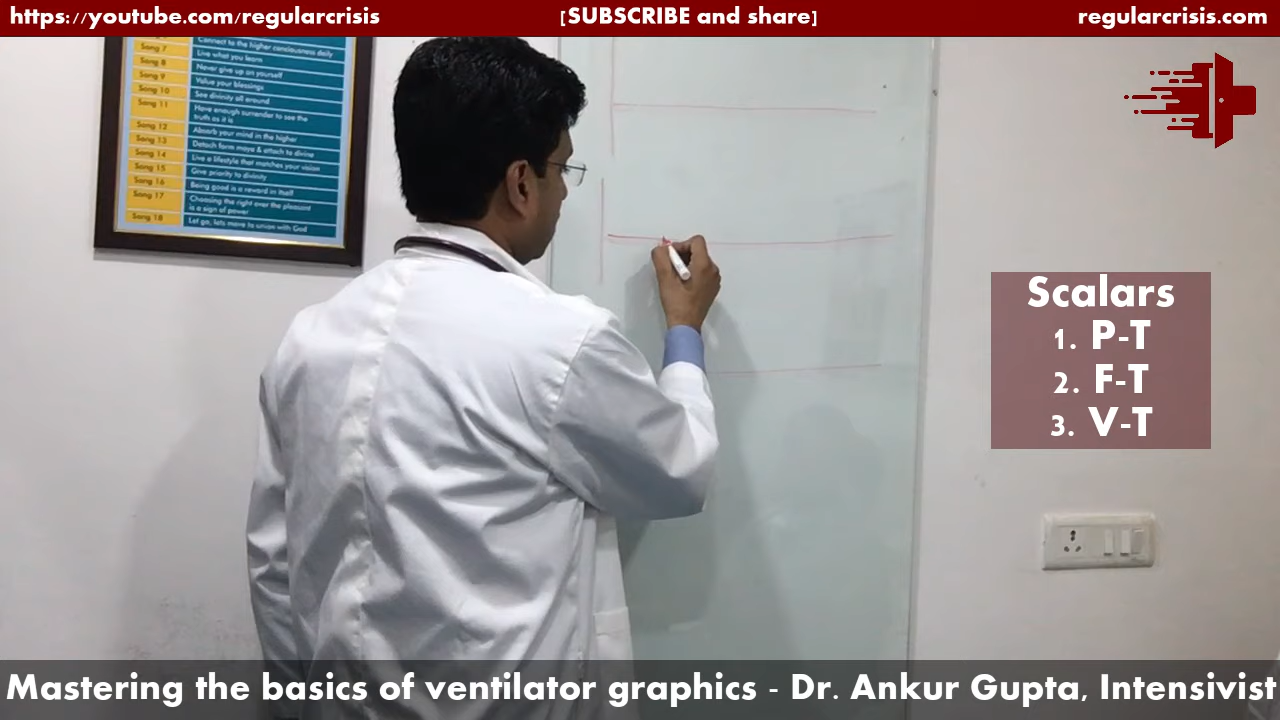 https://youtube.com/regularcrisis
[SUBSCRIBE and share]
regularcrisis.com
Connect to the higher conciousness daily
Song 7
Live what you learn
Song 8
Never give up on yourself
Song 9
Value your blessings
Song 10
See divinity all around
Song 11
Have enough surrender to see the
truth as it is
Song 12
Absorb your mind in the higher
Song 13
Detach form maya & attach to divine
Song 14
Live a lifestyle that matches your vision
Song 15
Give priority to divinity
Song 16
Being good is a reward in itself
Song 17
Choosing the right over the pleasant
is a sign of power
Song 18
Let go, lets move to union with God
Scalars
1. P-T
2. F-T
3. V-T
Mastering the basics of ventilator graphics - Dr. Ankur Gupta, Intensivist